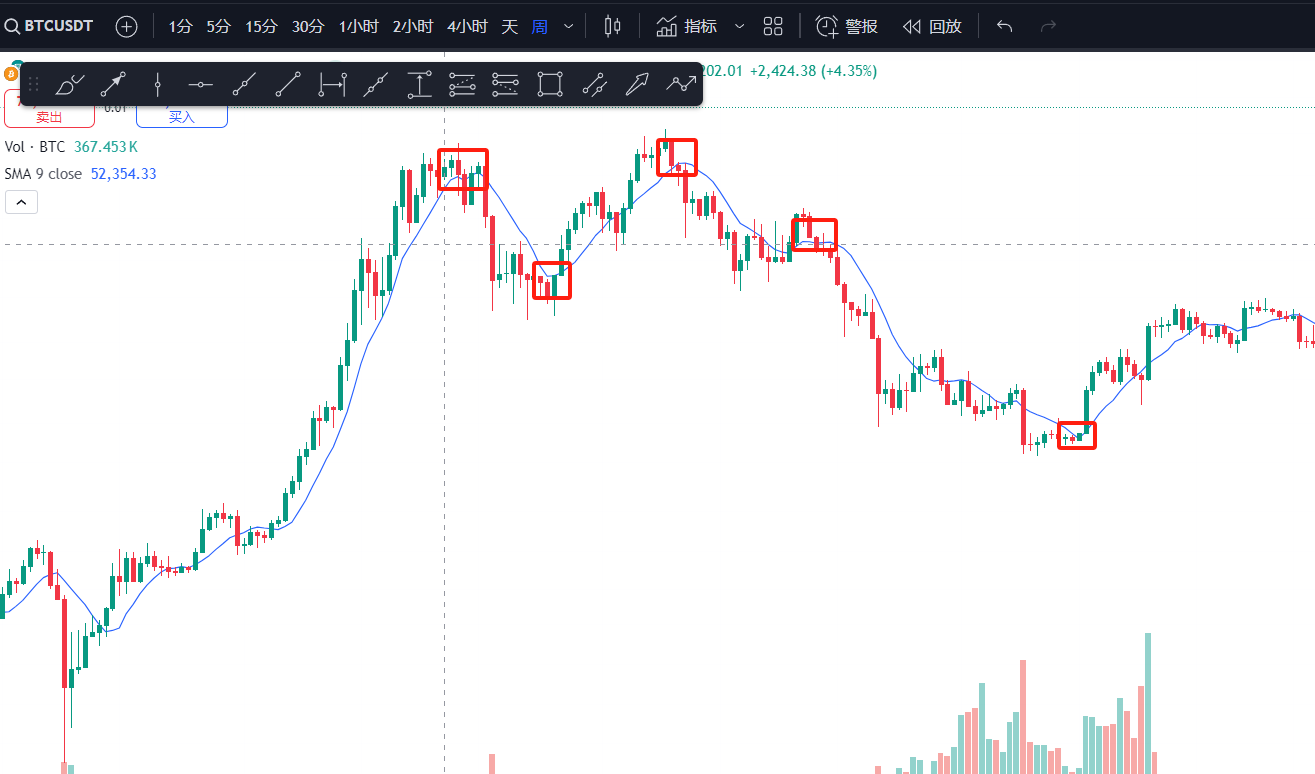 BTCUSDT 1分 5分 15分 30分 1小时 2小时 4小时 天 周 指标 警报 回放
202.01 +2,424.38 (+4.35%)
0.01
卖出 买入
Vol · BTC 367.453K
SMA 9 close 52,354.33